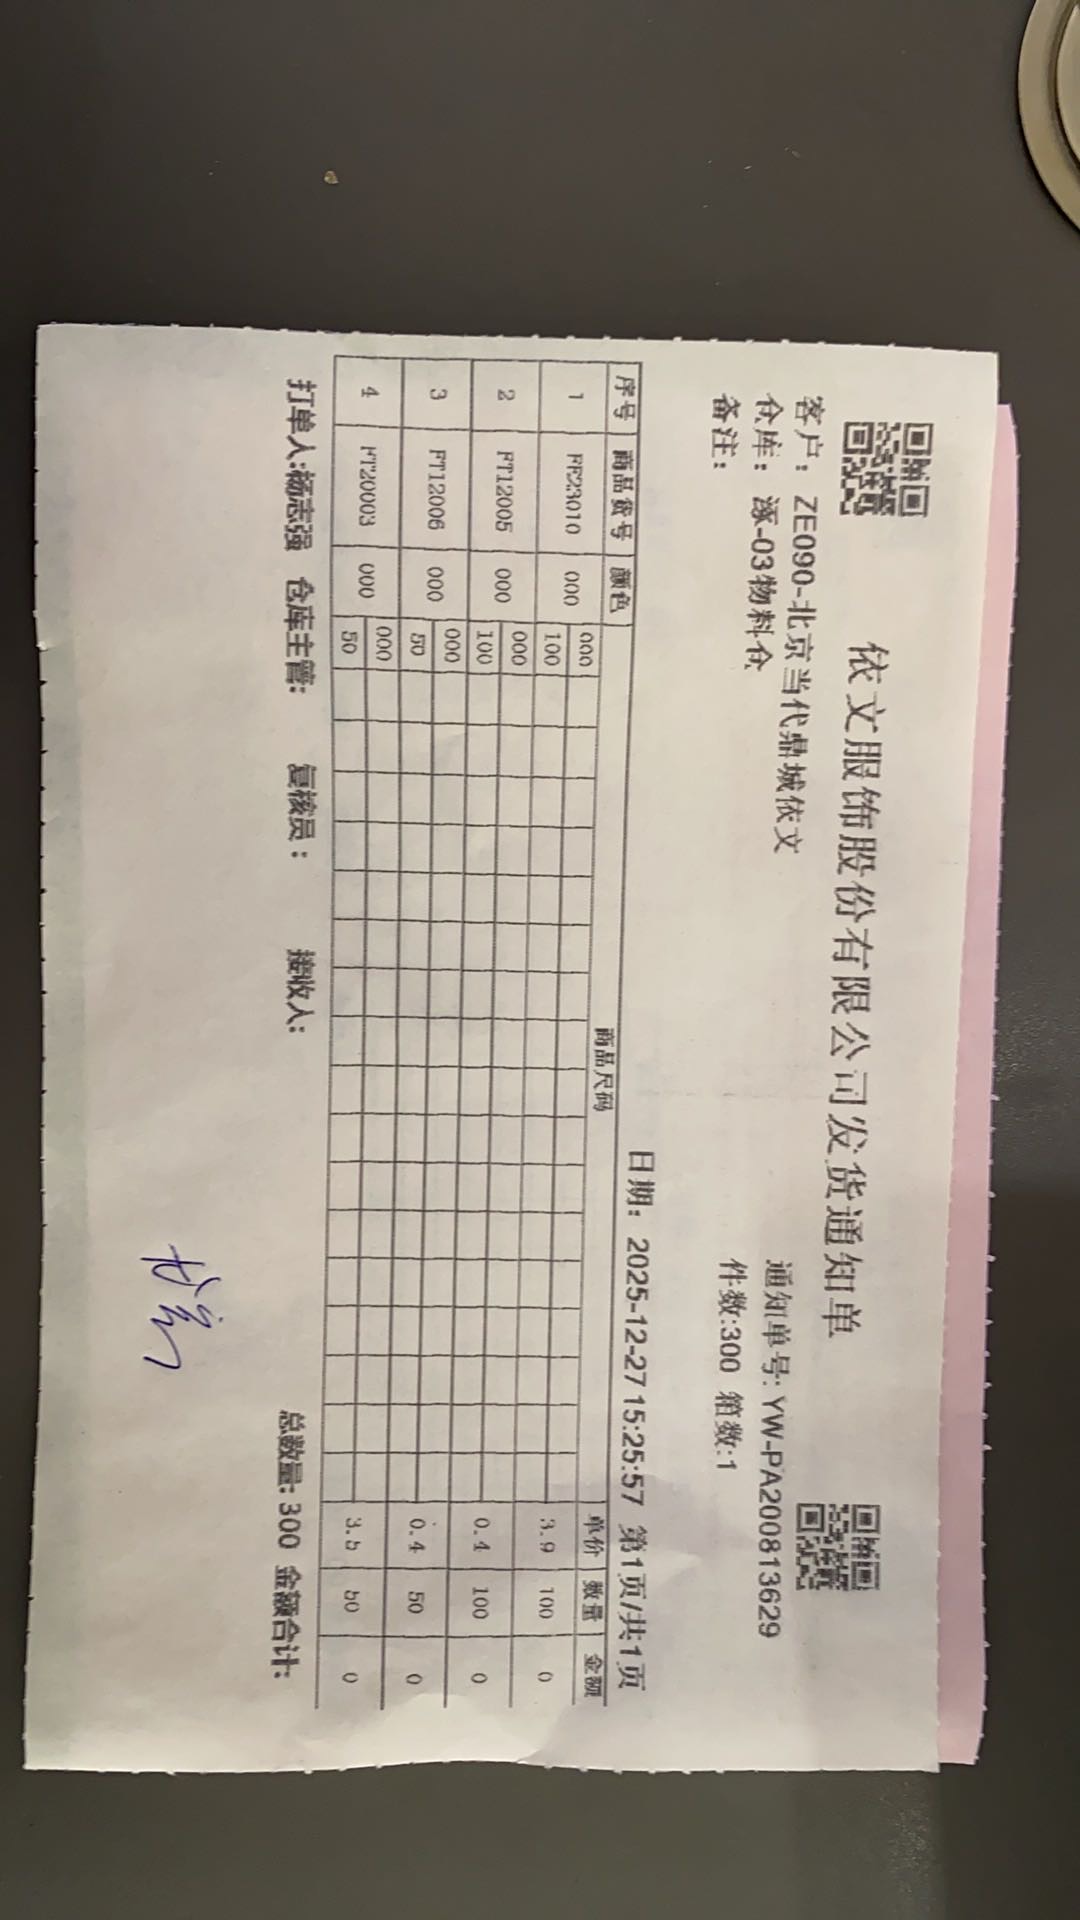 依文服饰股份有限公司发货通知单
客户: ZE090-北京当代鼎城依文
通知单号: YW-PA200813629
仓库: 涿-03物料仓
件数:300 箱数:1
备注:
日期: 2025-12-27 15:25:57 第1页/共1页
序号 商品货号 颜色 商品尺码 单价 数量 金额
1 FE23010 000 000 3.9 100 0
100
2 FT12005 000 000 0.4 100 0
100
3 FT12006 000 000 0.4 50 0
50
4 FT20003 000 000 3.5 50 0
50
打单人:杨志强 仓库主管: 复核员: 接收人: 总数量: 300 金额合计: